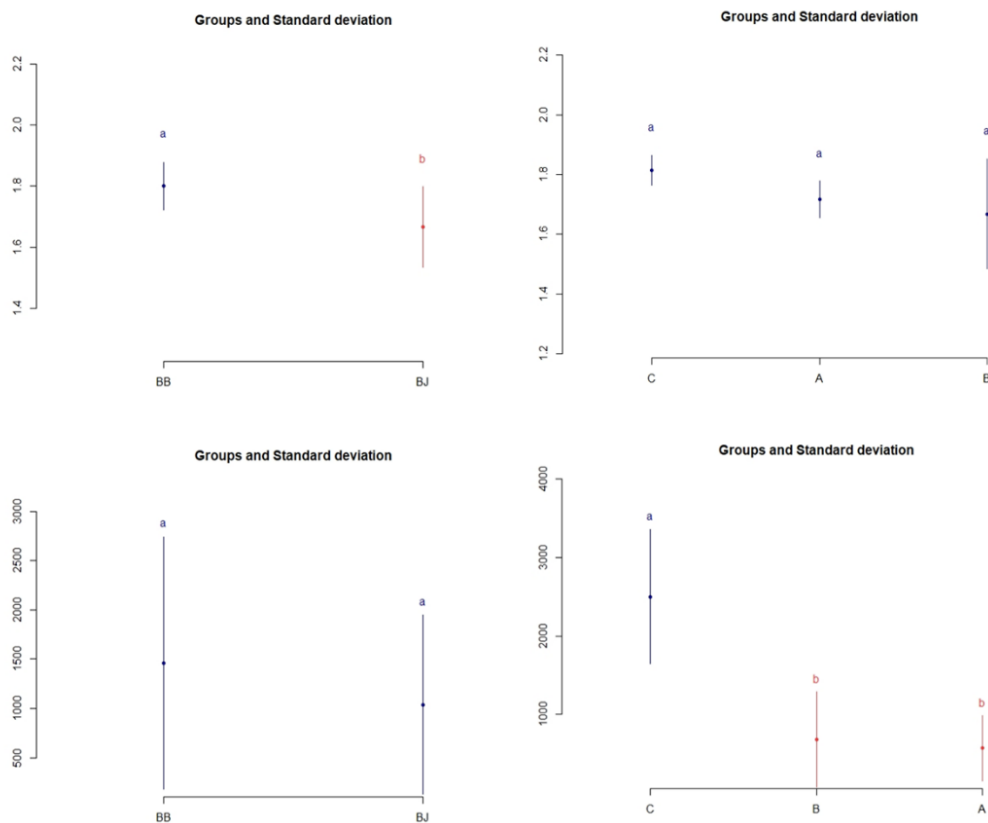 Groups and Standard deviation
2.2
2.0
1.8
1.6
1.4
a
b
BB
BJ
Groups and Standard deviation
2.2
2.0
1.8
1.6
1.4
1.2
a
a
a
C
A
B
Groups and Standard deviation
3000
2500
2000
1500
1000
500
a
a
BB
BJ
Groups and Standard deviation
4000
3000
2000
1000
a
b
b
C
B
A